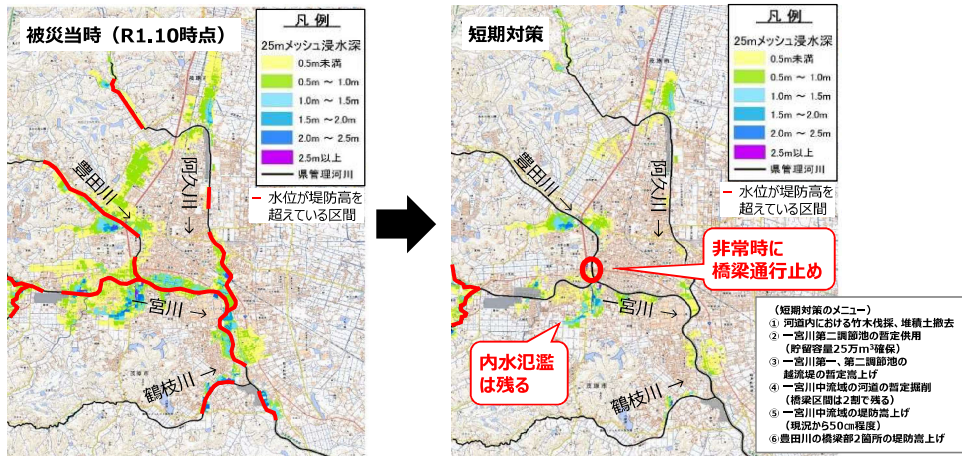 被災当時（R1.10時点）
凡 例
25mメッシュ浸水深
0.5m未満
0.5m ～ 1.0m
1.0m ～ 1.5m
1.5m ～2.0m
2.0m ～ 2.5m
2.5m以上
県管理河川
水位が堤防高を
超えている区間
豊田川
→
阿久川
→
一宮川
→
鶴枝川
→
短期対策
凡 例
25mメッシュ浸水深
0.5m未満
0.5m ～ 1.0m
1.0m ～ 1.5m
1.5m ～2.0m
2.0m ～ 2.5m
2.5m以上
県管理河川
水位が堤防高を
超えている区間
茂原市
豊田川
→
阿久川
→
一宮川
→
鶴枝川
→
非常時に
橋梁通行止め
内水氾濫
は残る
（短期対策のメニュー）
① 河道内における竹木伐採、堆積土撤去
② 一宮川第二調節池の暫定供用
（貯留容量25万m³確保）
③ 一宮川第一、第二調節池の
越流堤の暫定嵩上げ
④ 一宮川中流域の河道の暫定掘削
（橋梁区間は2割で残る）
⑤ 一宮川中流域の堤防嵩上げ
（現況から50㎝程度）
⑥豊田川の橋梁部2箇所の堤防嵩上げ